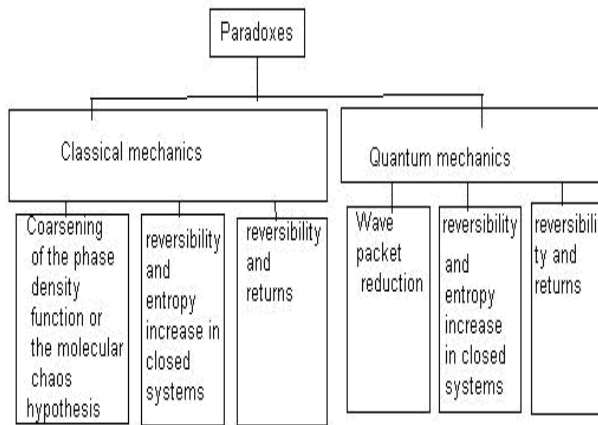 Paradoxes
Classical mechanics
Quantum mechanics
Coarsening
of the phase
density
function or
the molecular
chaos
hypothesis
reversibility
and
entropy
increase in
closed
systems
reversibility
and
returns
Wave
packet
reduction
reversibility
and
entropy
increase
in closed
systems
reversibili
ty and
returns